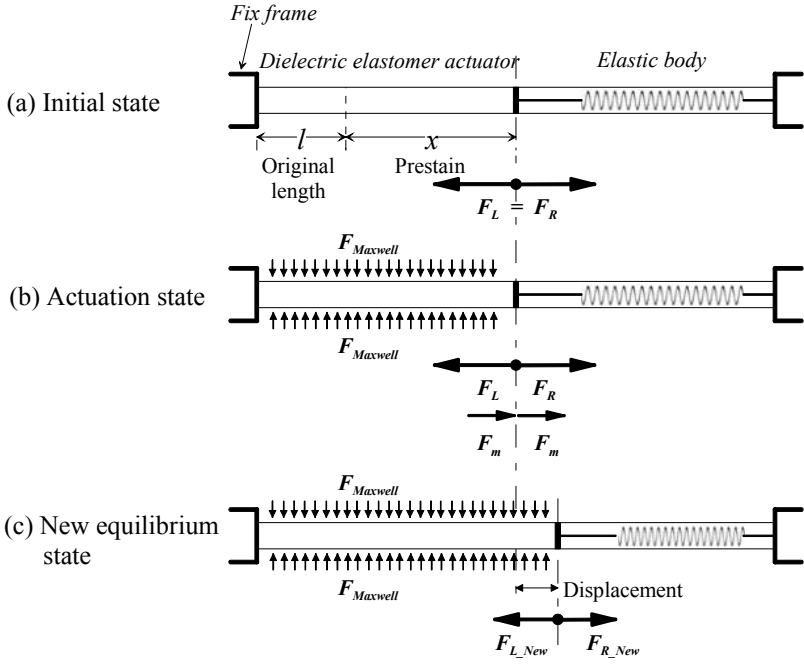 Fix frame
Dielectric elastomer actuator
Elastic body
(a) Initial state
l
x
Original
length
Prestain
F_L = F_R
F_Maxwell
(b) Actuation state
F_Maxwell
F_L F_R
F_m F_m
F_Maxwell
(c) New equilibrium
state
F_Maxwell
Displacement
F_L_New F_R_New